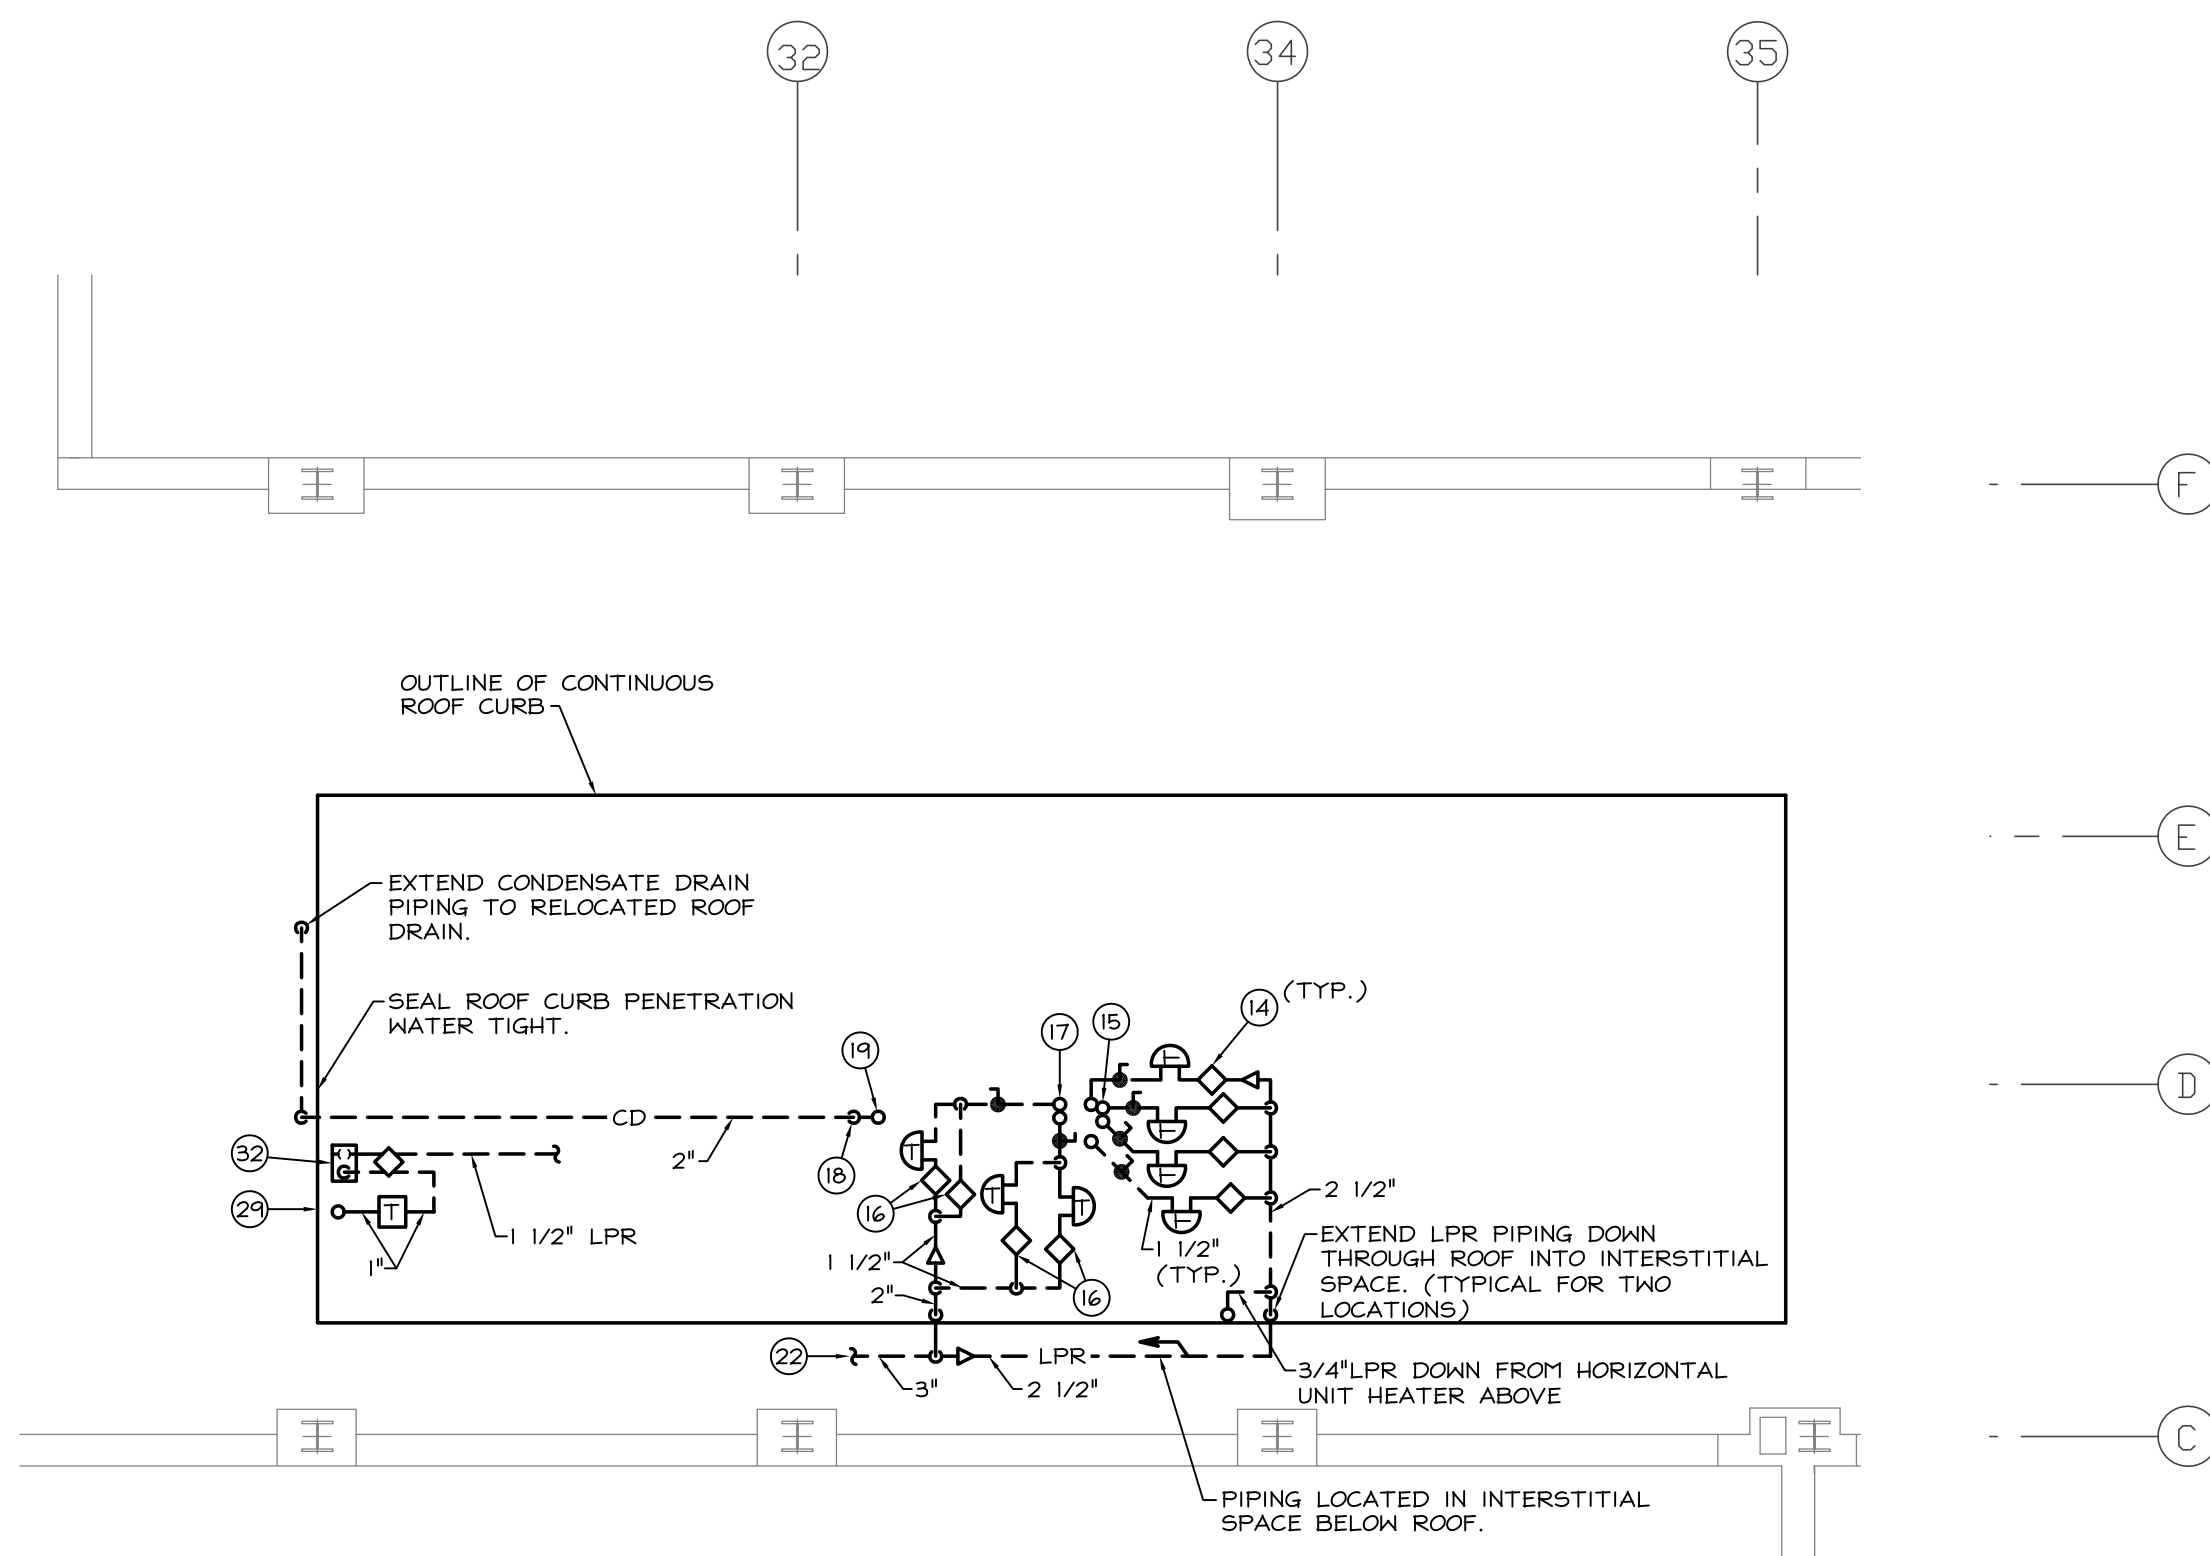 32
34
35
F
OUTLINE OF CONTINUOUS
ROOF CURB
E
EXTEND CONDENSATE DRAIN
PIPING TO RELOCATED ROOF
DRAIN.
SEAL ROOF CURB PENETRATION
WATER TIGHT.
14
(TYP.)
15
17
19
D
CD
2"
18
32
29
T
1"
1 1/2" LPR
T
T
T
T
T
T
T
T
16
1 1/2"
2"
16
1 1/2"
(TYP.)
2 1/2"
EXTEND LPR PIPING DOWN
THROUGH ROOF INTO INTERSTITIAL
SPACE. (TYPICAL FOR TWO
LOCATIONS)
22
3"
LPR
2 1/2"
3/4"LPR DOWN FROM HORIZONTAL
UNIT HEATER ABOVE
C
PIPING LOCATED IN INTERSTITIAL
SPACE BELOW ROOF.